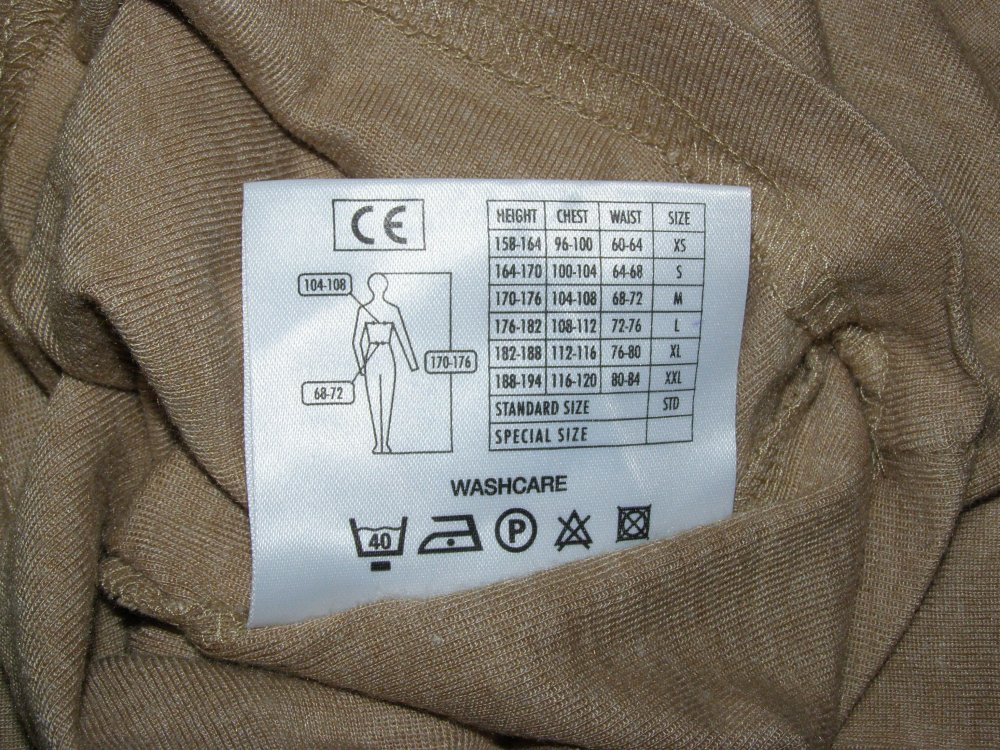 CE
HEIGHT CHEST WAIST SIZE
158-164 96-100 60-64 XS
164-170 100-104 64-68 S
170-176 104-108 68-72 M
176-182 108-112 72-76 L
182-188 112-116 76-80 XL
188-194 116-120 80-84 XXL
STANDARD SIZE STD
SPECIAL SIZE
104-108
170-176
68-72
WASHCARE
40 P